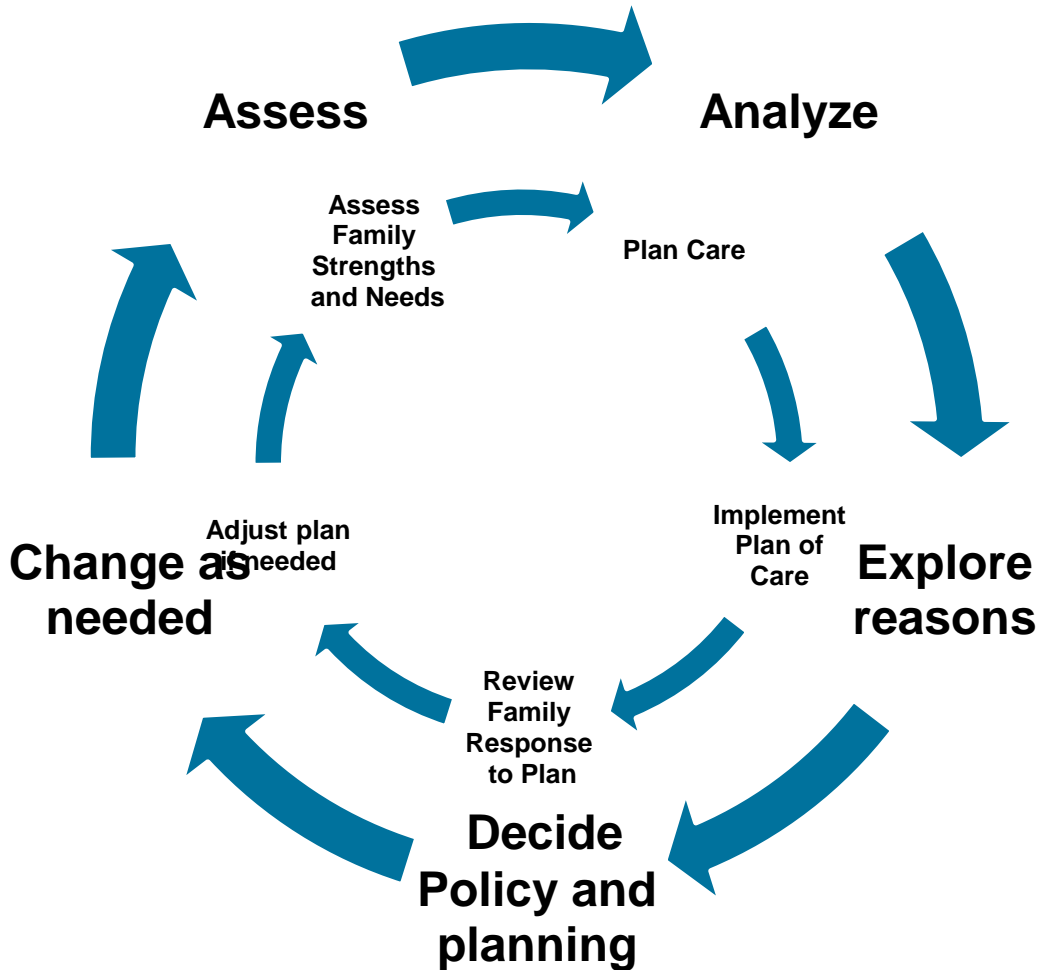 Assess
Analyze
Assess
Family
Strengths
and Needs
Plan Care
Implement
Plan of
Care
Explore
reasons
Adjust plan
if needed
Change as
needed
Review
Family
Response
to Plan
Decide
Policy and
planning